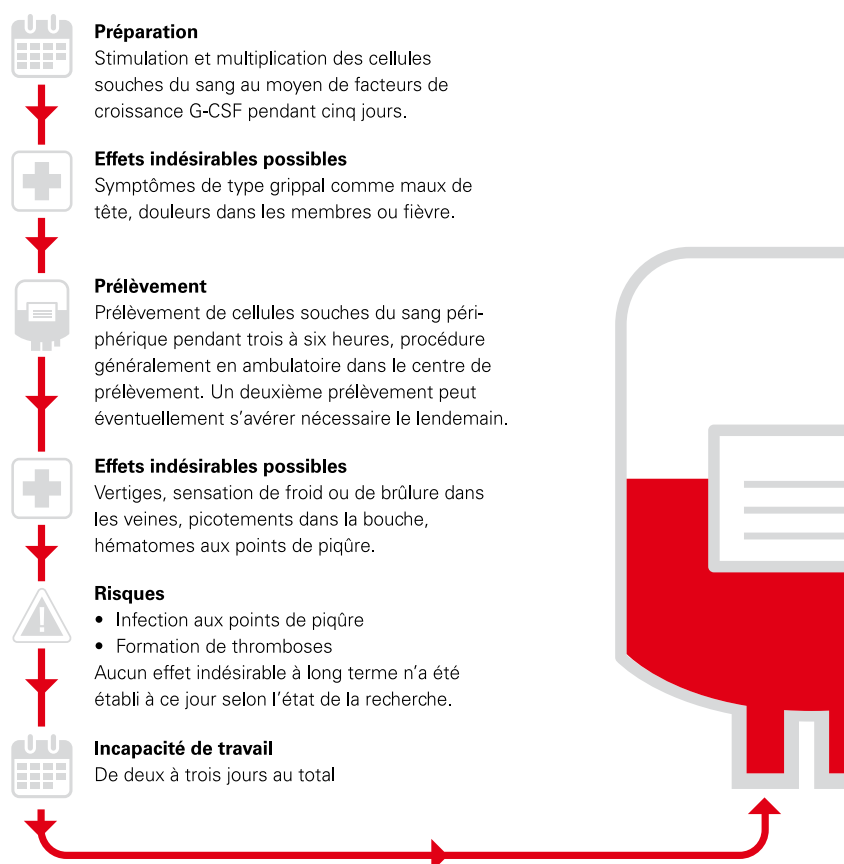 Préparation
Stimulation et multiplication des cellules
souches du sang au moyen de facteurs de
croissance G-CSF pendant cinq jours.
Effets indésirables possibles
Symptômes de type grippal comme maux de
tête, douleurs dans les membres ou fièvre.
Prélèvement
Prélèvement de cellules souches du sang péri-
phérique pendant trois à six heures, procédure
généralement en ambulatoire dans le centre de
prélèvement. Un deuxième prélèvement peut
éventuellement s’avérer nécessaire le lendemain.
Effets indésirables possibles
Vertiges, sensation de froid ou de brûlure dans
les veines, picotements dans la bouche,
hématomes aux points de piqûre.
Risques
• Infection aux points de piqûre
• Formation de thromboses
Aucun effet indésirable à long terme n’a été
établi à ce jour selon l’état de la recherche.
Incapacité de travail
De deux à trois jours au total